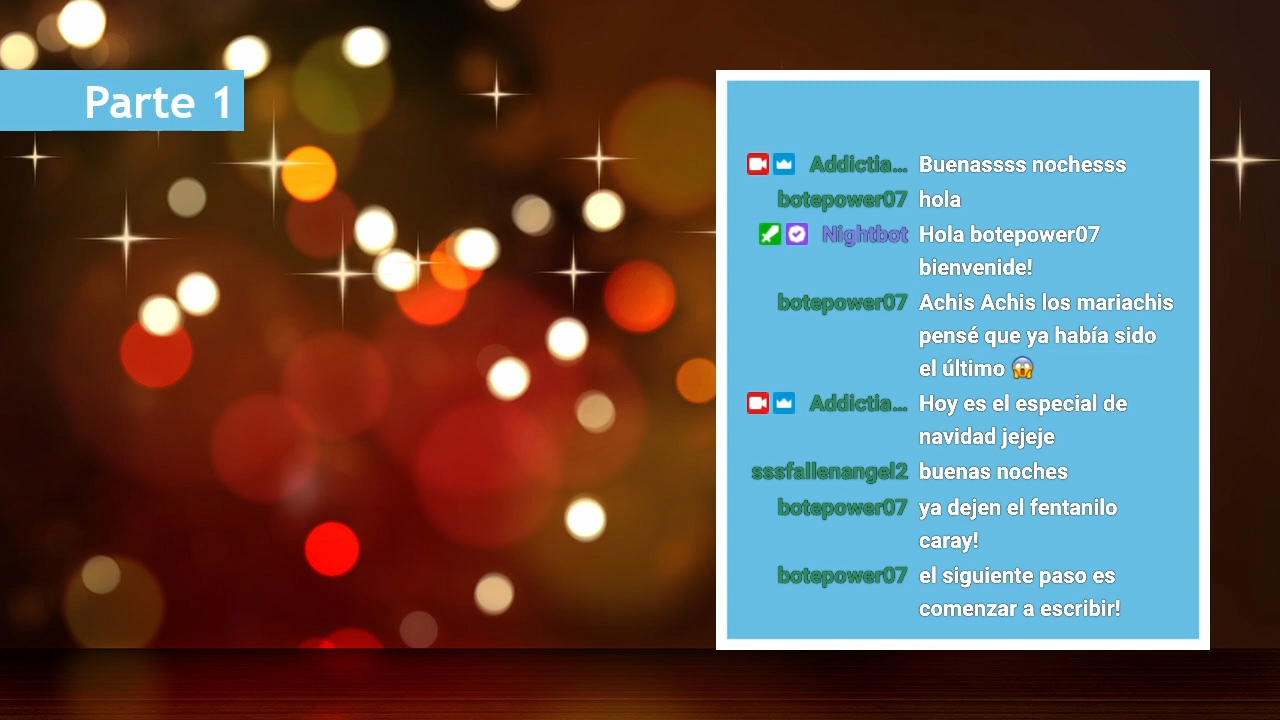 Parte 1
Addictia... Buenassss nochesss
botepower07 hola
Nightbot Hola botepower07
bienvenide!
botepower07 Achis Achis los mariachis
pensé que ya había sido
el último 😱
Addictia... Hoy es el especial de
navidad jejeje
sssfallenangel2 buenas noches
botepower07 ya dejen el fentanilo
caray!
botepower07 el siguiente paso es
comenzar a escribir!